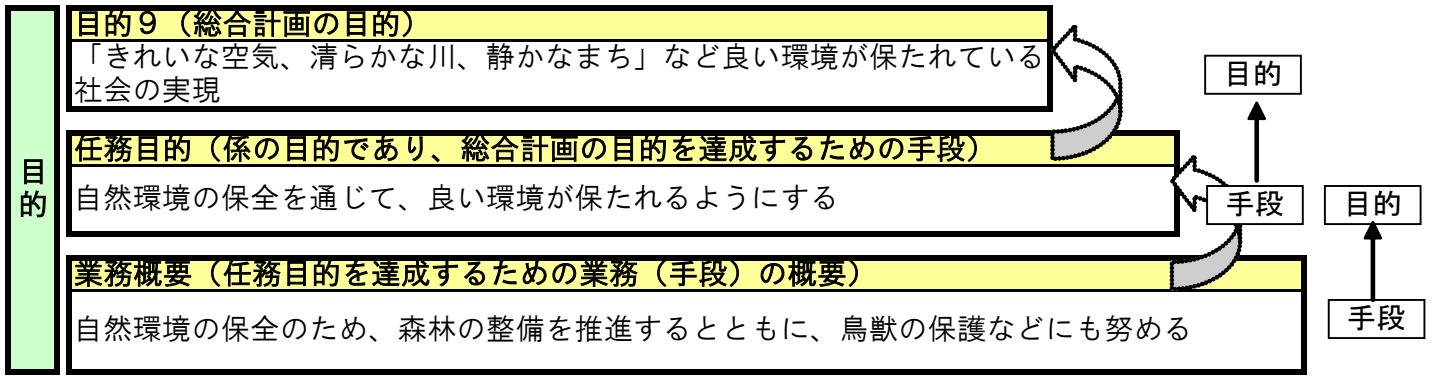 目的
目的９（総合計画の目的）
「きれいな空気、清らかな川、静かなまち」など良い環境が保たれている
社会の実現
任務目的（係の目的であり、総合計画の目的を達成するための手段）
自然環境の保全を通じて、良い環境が保たれるようにする
業務概要（任務目的を達成するための業務（手段）の概要）
自然環境の保全のため、森林の整備を推進するとともに、鳥獣の保護などにも努める
目的
手段
目的
手段